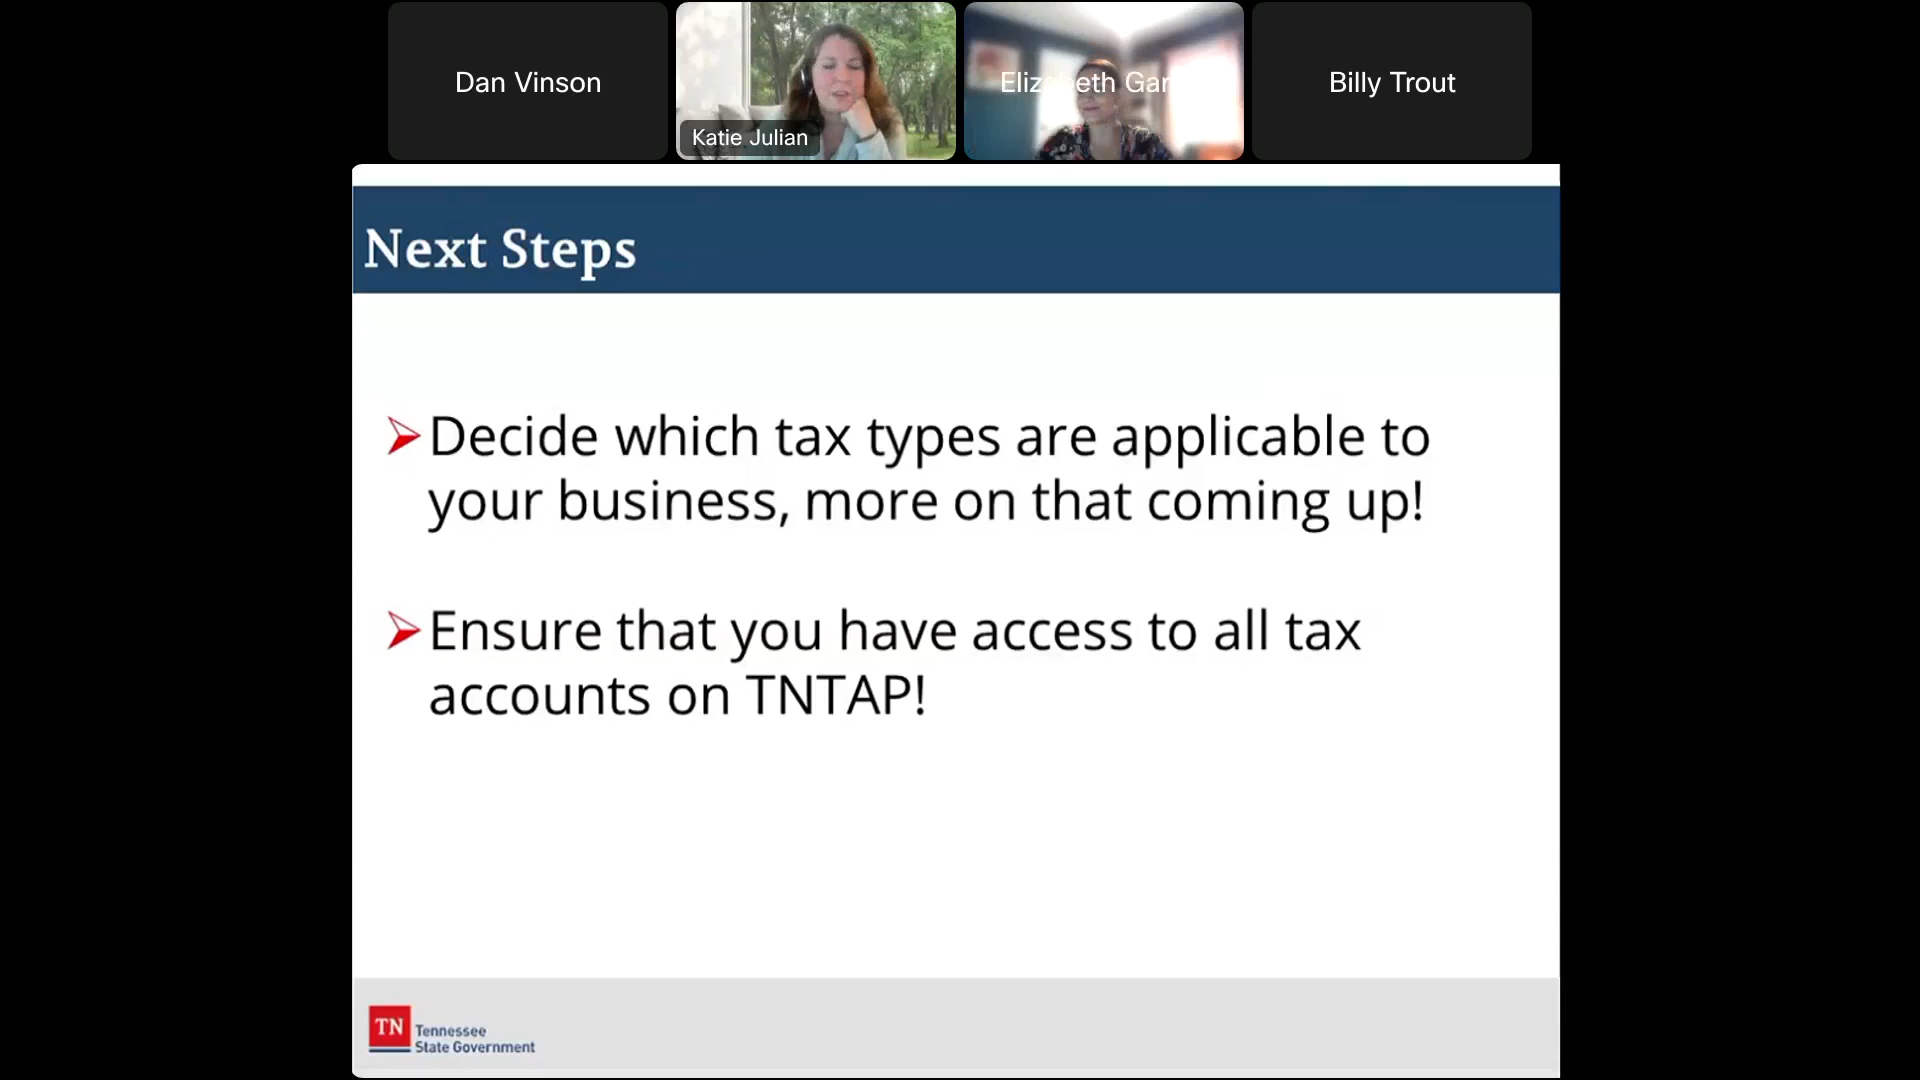 Dan Vinson
Katie Julian
Elizabeth Gar
Billy Trout
Next Steps
Decide which tax types are applicable to
your business, more on that coming up!
Ensure that you have access to all tax
accounts on TNTAP!
TN
Tennessee
State Government